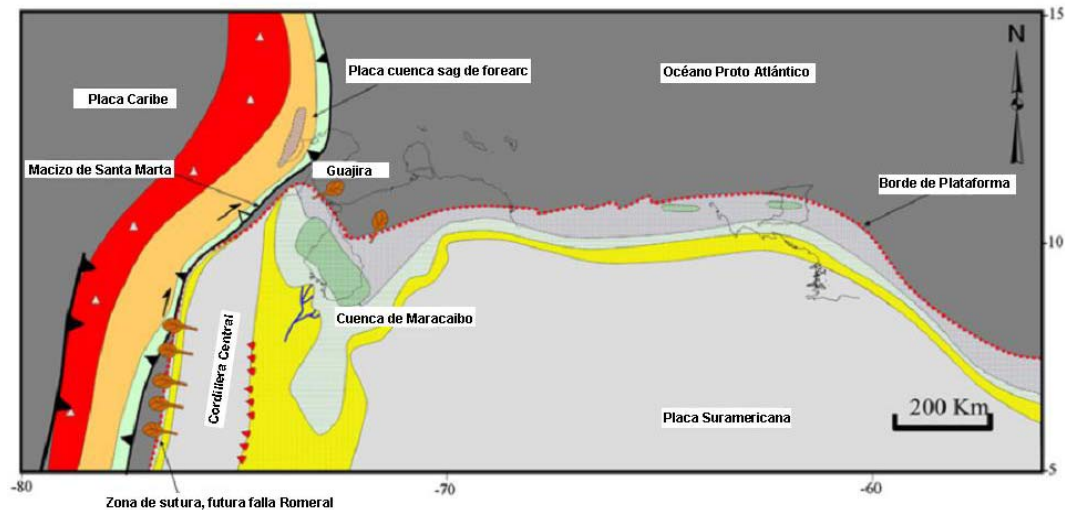 -15
N
Placa cuenca sag de forearc
Océano Proto Atlántico
Placa Caribe
Macizo de Santa Marta
Guajira
Borde de Plataforma
-10
Cuenca de Maracaibo
Cordillera Central
200 Km
Placa Suramericana
-5
-80
-70
-60
Zona de sutura, futura falla Romeral